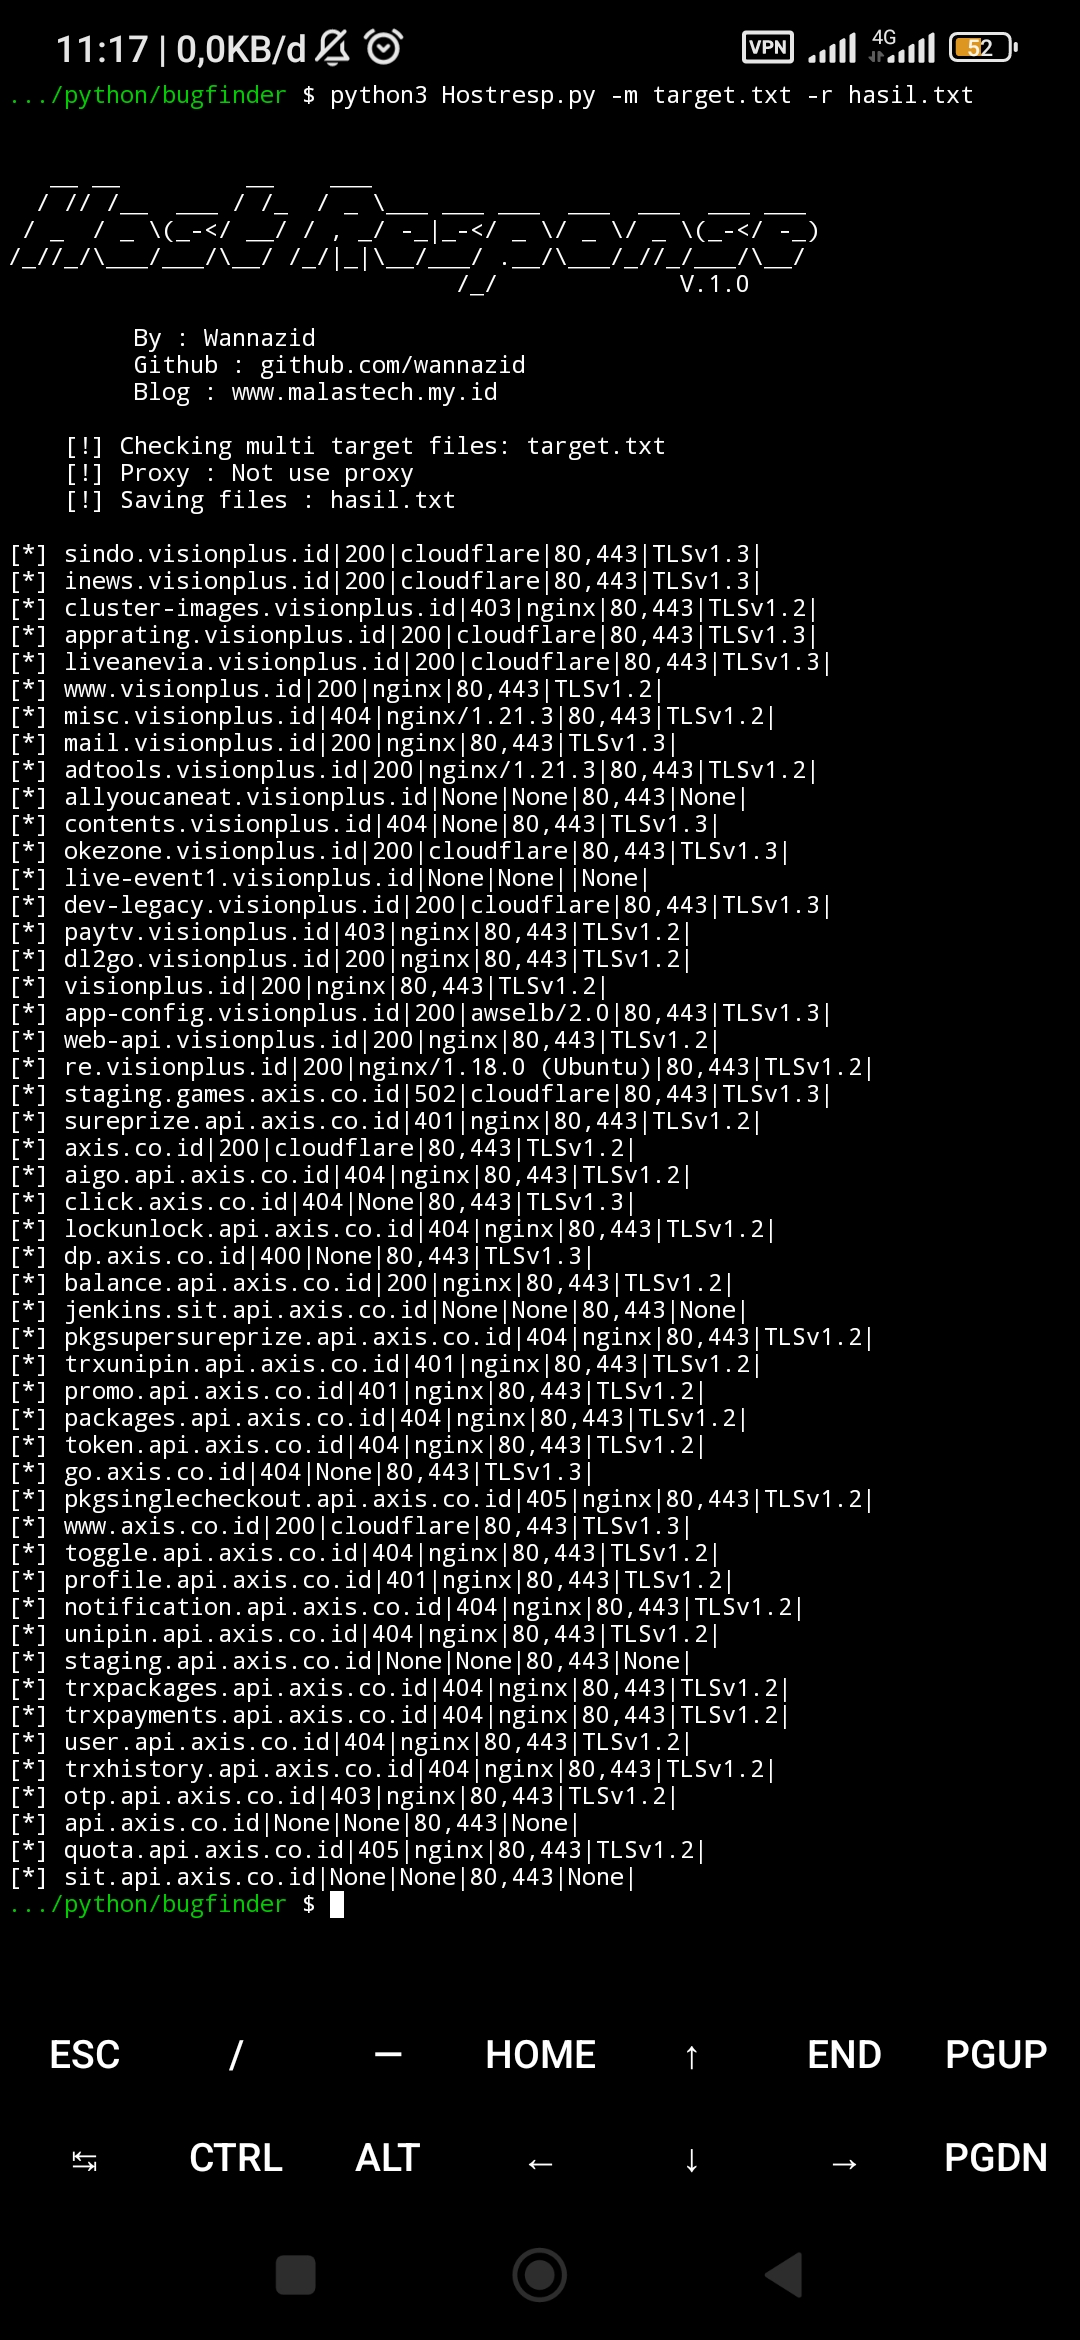 11:17 | 0,0KB/d
VPN 4G 52
.../python/bugfinder $ python3 Hostresp.py -m target.txt -r hasil.txt
Host Response
V.1.0
By : Wannazid
Github : github.com/wannazid
Blog : www.malastech.my.id
[!] Checking multi target files: target.txt
[!] Proxy : Not use proxy
[!] Saving files : hasil.txt
[*] sindo.visionplus.id|200|cloudflare|80,443|TLSv1.3|
[*] inews.visionplus.id|200|cloudflare|80,443|TLSv1.3|
[*] cluster-images.visionplus.id|403|nginx|80,443|TLSv1.2|
[*] apprating.visionplus.id|200|cloudflare|80,443|TLSv1.3|
[*] liveanevia.visionplus.id|200|cloudflare|80,443|TLSv1.3|
[*] www.visionplus.id|200|nginx|80,443|TLSv1.2|
[*] misc.visionplus.id|404|nginx/1.21.3|80,443|TLSv1.2|
[*] mail.visionplus.id|200|nginx|80,443|TLSv1.3|
[*] adtools.visionplus.id|200|nginx/1.21.3|80,443|TLSv1.2|
[*] allyoucaneat.visionplus.id|None|None|80,443|None|
[*] contents.visionplus.id|404|None|80,443|TLSv1.3|
[*] okezone.visionplus.id|200|cloudflare|80,443|TLSv1.3|
[*] live-event1.visionplus.id|None|None||None|
[*] dev-legacy.visionplus.id|200|cloudflare|80,443|TLSv1.3|
[*] paytv.visionplus.id|403|nginx|80,443|TLSv1.2|
[*] dl2go.visionplus.id|200|nginx|80,443|TLSv1.2|
[*] visionplus.id|200|nginx|80,443|TLSv1.2|
[*] app-config.visionplus.id|200|awselb/2.0|80,443|TLSv1.3|
[*] web-api.visionplus.id|200|nginx|80,443|TLSv1.2|
[*] re.visionplus.id|200|nginx/1.18.0 (Ubuntu)|80,443|TLSv1.2|
[*] staging.games.axis.co.id|502|cloudflare|80,443|TLSv1.3|
[*] sureprize.api.axis.co.id|401|nginx|80,443|TLSv1.2|
[*] axis.co.id|200|cloudflare|80,443|TLSv1.2|
[*] aigo.api.axis.co.id|404|nginx|80,443|TLSv1.2|
[*] click.axis.co.id|404|None|80,443|TLSv1.3|
[*] lockunlock.api.axis.co.id|404|nginx|80,443|TLSv1.2|
[*] dp.axis.co.id|400|None|80,443|TLSv1.3|
[*] balance.api.axis.co.id|200|nginx|80,443|TLSv1.2|
[*] jenkins.sit.api.axis.co.id|None|None|80,443|None|
[*] pkgsupersureprize.api.axis.co.id|404|nginx|80,443|TLSv1.2|
[*] trxunipin.api.axis.co.id|401|nginx|80,443|TLSv1.2|
[*] promo.api.axis.co.id|401|nginx|80,443|TLSv1.2|
[*] packages.api.axis.co.id|404|nginx|80,443|TLSv1.2|
[*] token.api.axis.co.id|404|nginx|80,443|TLSv1.2|
[*] go.axis.co.id|404|None|80,443|TLSv1.3|
[*] pkgsinglecheckout.api.axis.co.id|405|nginx|80,443|TLSv1.2|
[*] www.axis.co.id|200|cloudflare|80,443|TLSv1.3|
[*] toggle.api.axis.co.id|404|nginx|80,443|TLSv1.2|
[*] profile.api.axis.co.id|401|nginx|80,443|TLSv1.2|
[*] notification.api.axis.co.id|404|nginx|80,443|TLSv1.2|
[*] unipin.api.axis.co.id|404|nginx|80,443|TLSv1.2|
[*] staging.api.axis.co.id|None|None|80,443|None|
[*] trxpackages.api.axis.co.id|404|nginx|80,443|TLSv1.2|
[*] trxpayments.api.axis.co.id|404|nginx|80,443|TLSv1.2|
[*] user.api.axis.co.id|404|nginx|80,443|TLSv1.2|
[*] trxhistory.api.axis.co.id|404|nginx|80,443|TLSv1.2|
[*] otp.api.axis.co.id|403|nginx|80,443|TLSv1.2|
[*] api.axis.co.id|None|None|80,443|None|
[*] quota.api.axis.co.id|405|nginx|80,443|TLSv1.2|
[*] sit.api.axis.co.id|None|None|80,443|None|
.../python/bugfinder $
ESC / — HOME ↑ END PGUP
↹ CTRL ALT ← ↓ → PGDN